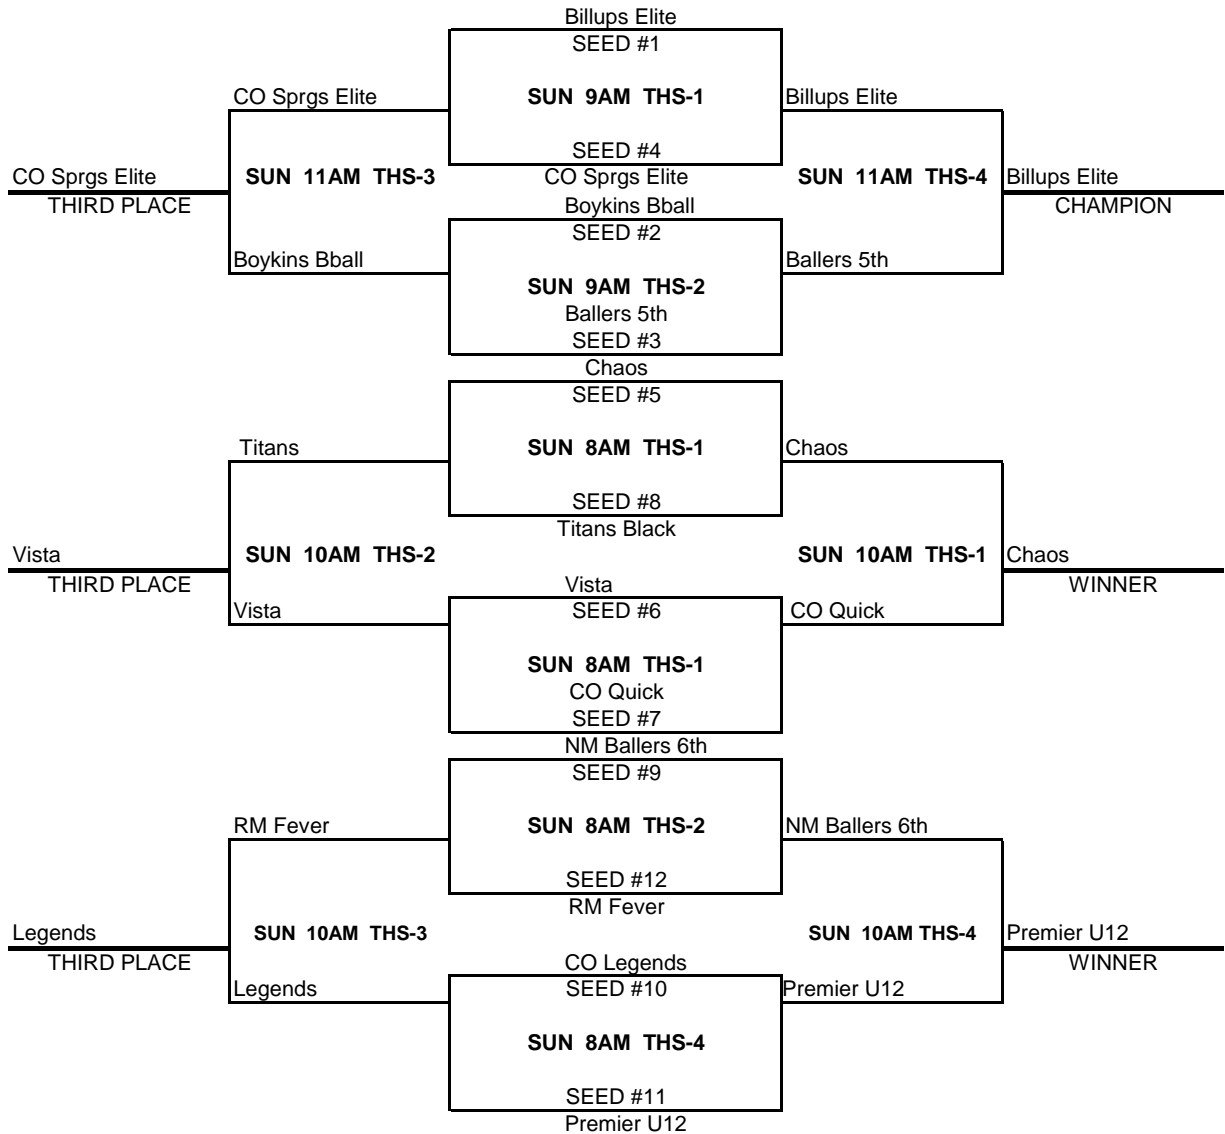 Billups Elite
SEED #1
CO Sprgs Elite
SUN 9AM THS-1
Billups Elite
SEED #4
CO Sprgs Elite
SUN 11AM THS-3
CO Sprgs Elite
SUN 11AM THS-4
Billups Elite
THIRD PLACE
Boykins Bball
CHAMPION
SEED #2
Boykins Bball
Ballers 5th
SUN 9AM THS-2
Ballers 5th
SEED #3
Chaos
SEED #5
Titans
SUN 8AM THS-1
Chaos
SEED #8
Titans Black
Vista
SUN 10AM THS-2
SUN 10AM THS-1
Chaos
THIRD PLACE
Vista
WINNER
Vista
SEED #6
CO Quick
SUN 8AM THS-1
CO Quick
SEED #7
NM Ballers 6th
SEED #9
RM Fever
SUN 8AM THS-2
NM Ballers 6th
SEED #12
RM Fever
Legends
SUN 10AM THS-3
SUN 10AM THS-4
Premier U12
THIRD PLACE
CO Legends
WINNER
Legends
SEED #10
Premier U12
SUN 8AM THS-4
SEED #11
Premier U12